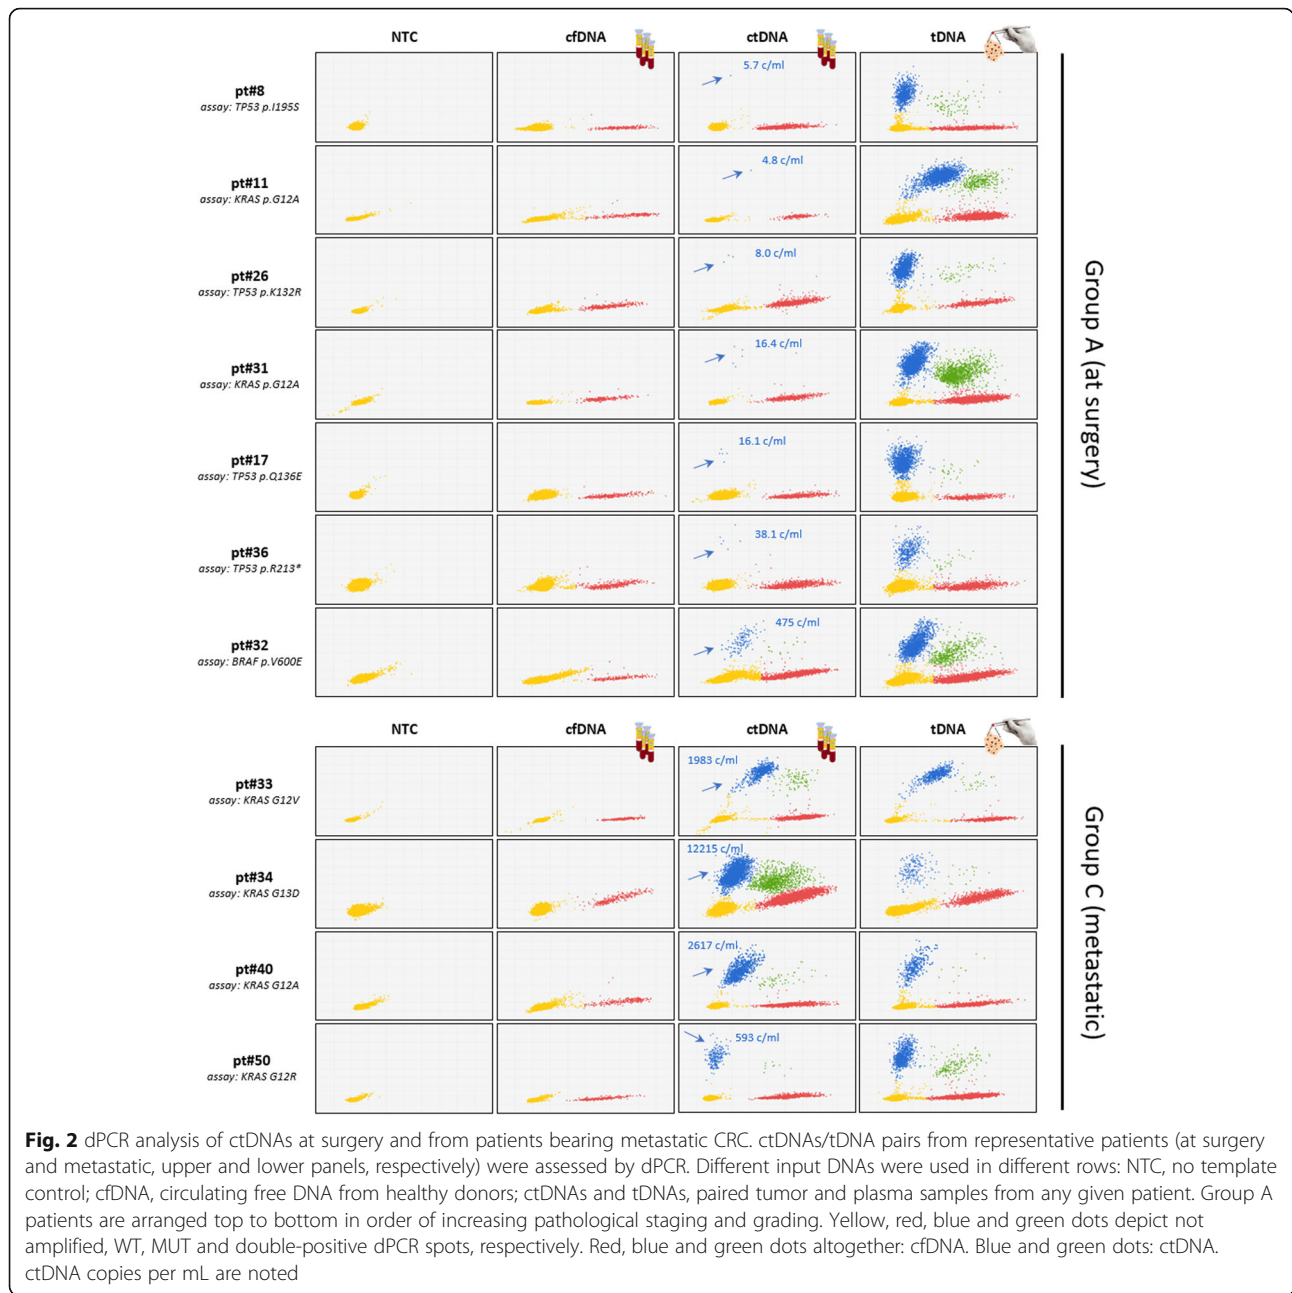 NTC cfDNA ctDNA tDNA
pt#8
assay: TP53 p.I195S
5.7 c/ml
pt#11
assay: KRAS p.G12A
4.8 c/ml
pt#26
assay: TP53 p.K132R
8.0 c/ml
pt#31
assay: KRAS p.G12A
16.4 c/ml
pt#17
assay: TP53 p.Q136E
16.1 c/ml
pt#36
assay: TP53 p.R213*
38.1 c/ml
pt#32
assay: BRAF p.V600E
475 c/ml
Group A (at surgery)
NTC cfDNA ctDNA tDNA
pt#33
assay: KRAS G12V
1983 c/ml
pt#34
assay: KRAS G13D
12215 c/ml
pt#40
assay: KRAS G12A
2617 c/ml
pt#50
assay: KRAS G12R
593 c/ml
Group C (metastatic)
Fig. 2 dPCR analysis of ctDNAs at surgery and from patients bearing metastatic CRC. ctDNAs/tDNA pairs from representative patients (at surgery
and metastatic, upper and lower panels, respectively) were assessed by dPCR. Different input DNAs were used in different rows: NTC, no template
control; cfDNA, circulating free DNA from healthy donors; ctDNAs and tDNAs, paired tumor and plasma samples from any given patient. Group A
patients are arranged top to bottom in order of increasing pathological staging and grading. Yellow, red, blue and green dots depict not
amplified, WT, MUT and double-positive dPCR spots, respectively. Red, blue and green dots altogether: cfDNA. Blue and green dots: ctDNA.
ctDNA copies per mL are noted